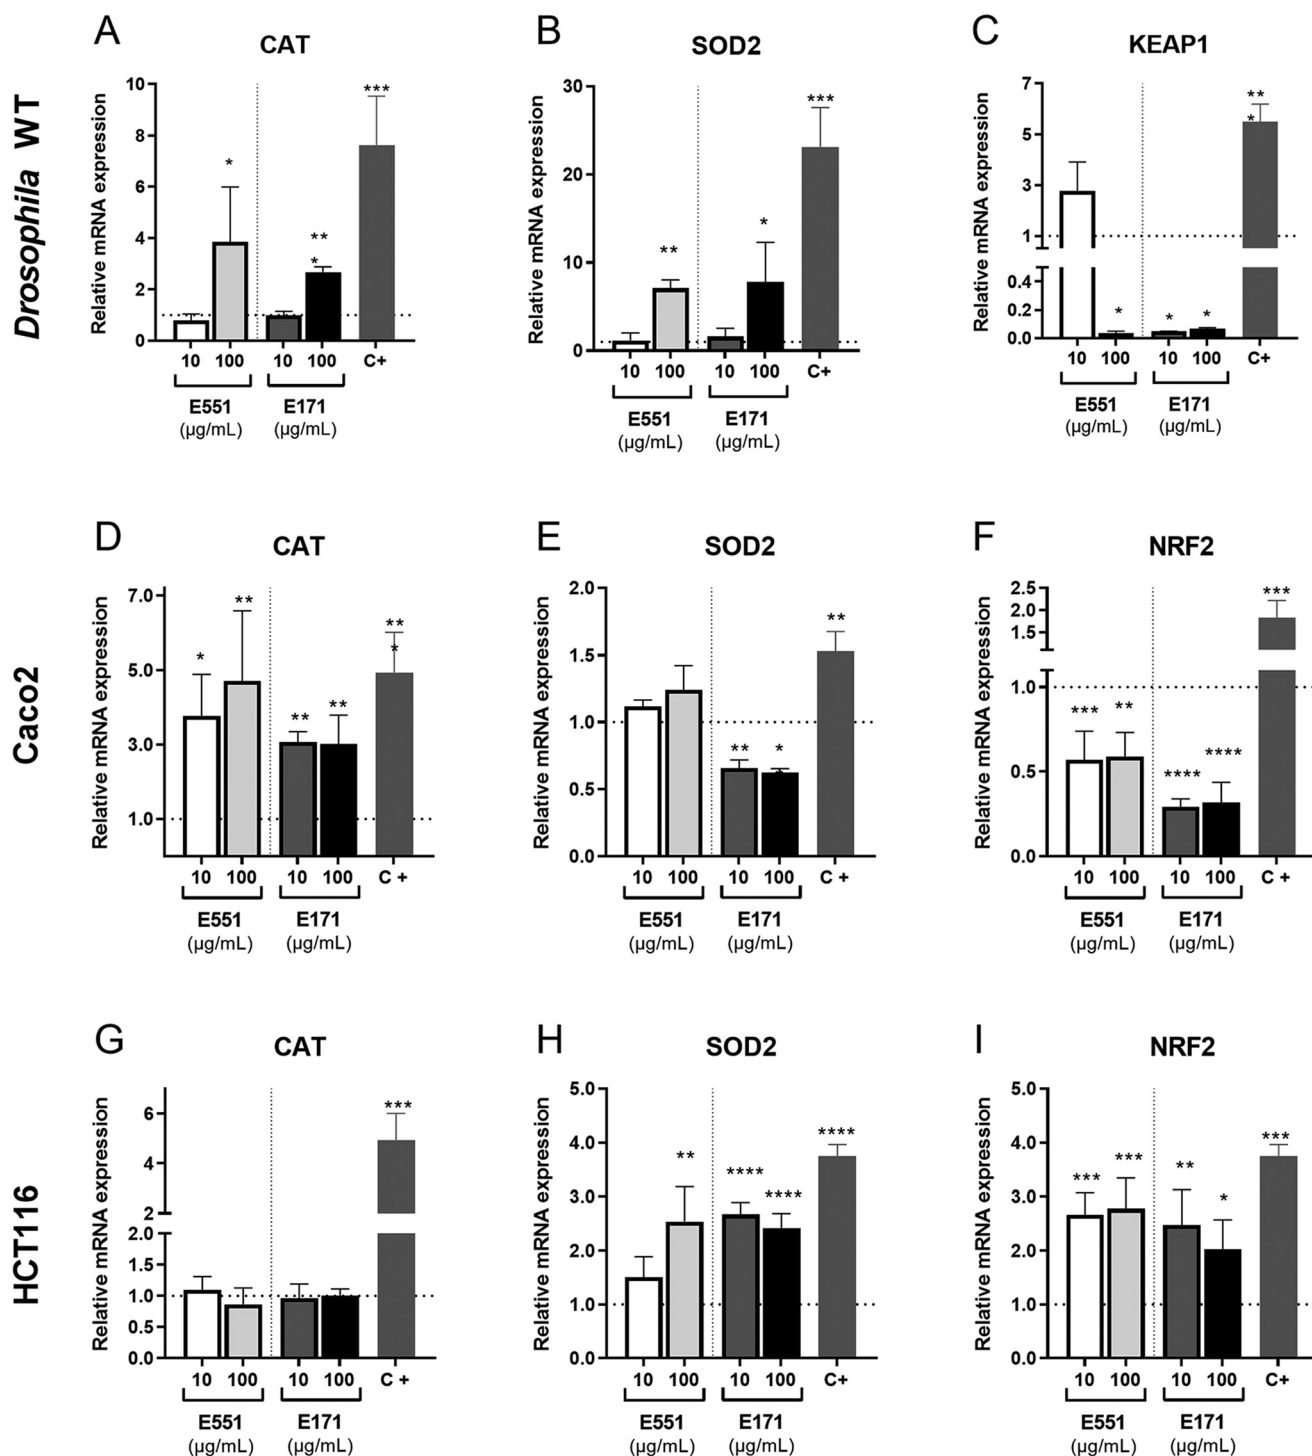 Drosophila WT
A
CAT
Relative mRNA expression
10
8
6
4
2
0
*
**
*
***
10 100 10 100 C+
E551 E171
(µg/mL) (µg/mL)
B
SOD2
Relative mRNA expression
30
20
10
0
**
*
***
10 100 10 100 C+
E551 E171
(µg/mL) (µg/mL)
C
KEAP1
Relative mRNA expression
7
5
3
1
0.4
0.2
0.0
*
*
*
**
*
10 100 10 100 C+
E551 E171
(µg/mL) (µg/mL)
Caco2
D
CAT
Relative mRNA expression
7.0
5.0
3.0
1.0
*
**
**
**
**
*
10 100 10 100 C +
E551 E171
(µg/mL) (µg/mL)
E
SOD2
Relative mRNA expression
2.0
1.5
1.0
0.5
0.0
**
*
**
10 100 10 100 C +
E551 E171
(µg/mL) (µg/mL)
F
NRF2
Relative mRNA expression
2.5
2.0
1.5
1.0
0.5
0.0
***
**
****
****
***
10 100 10 100 C +
E551 E171
(µg/mL) (µg/mL)
HCT116
G
CAT
Relative mRNA expression
6
4
2
2.0
1.5
1.0
0.5
0.0
***
10 100 10 100 C +
E551 E171
(µg/mL) (µg/mL)
H
SOD2
Relative mRNA expression
5.0
4.0
3.0
2.0
1.0
0.0
**
****
****
****
10 100 10 100 C+
E551 E171
(µg/mL) (µg/mL)
I
NRF2
Relative mRNA expression
5.0
4.0
3.0
2.0
1.0
0.0
***
***
**
*
***
10 100 10 100 C+
E551 E171
(µg/mL) (µg/mL)